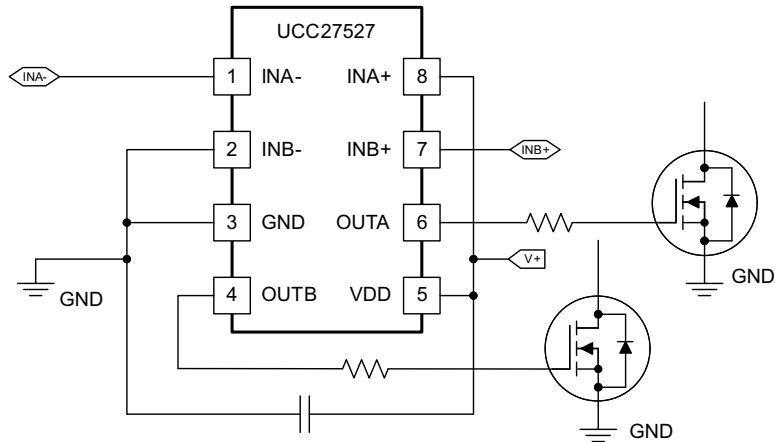 UCC27527
INA-
1
INA-
INA+
8
2
INB-
INB+
7
INB+
3
GND
OUTA
6
GND
V+
GND
4
OUTB
VDD
5
GND